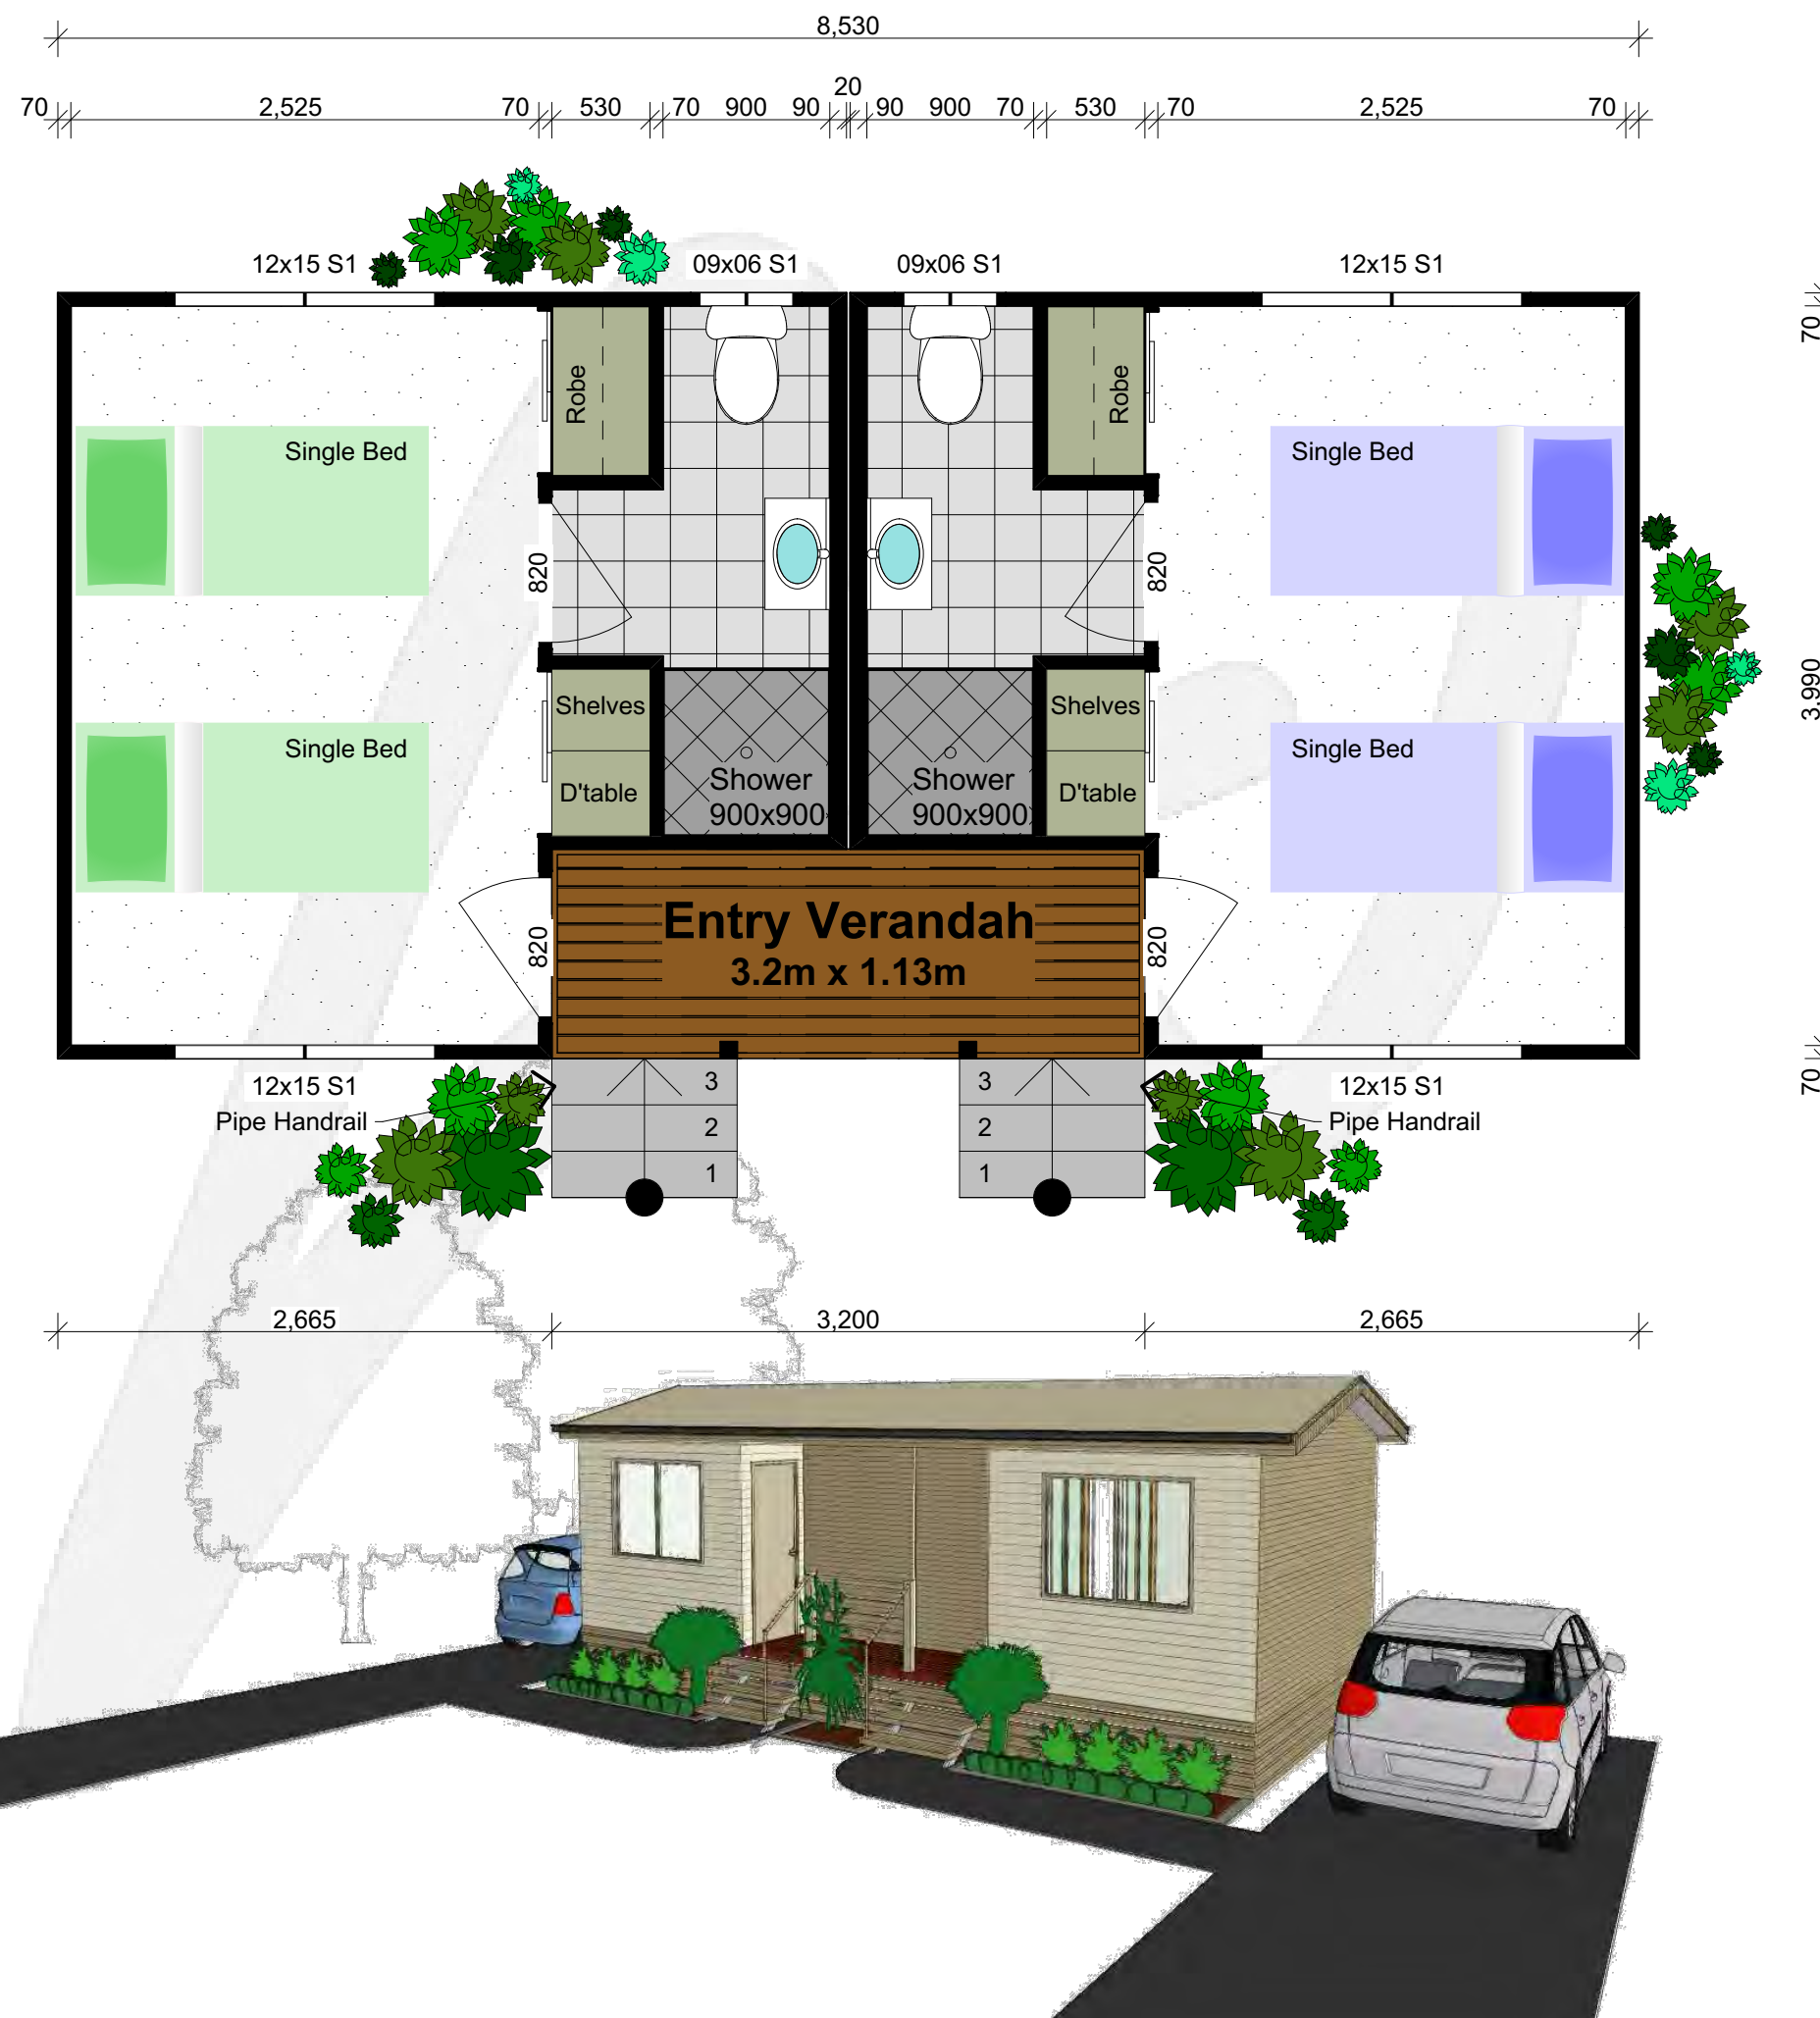 8,530
20
70 2,525 70 530 70 900 90 90 900 70 530 70 2,525 70
12x15 S1 09x06 S1 09x06 S1 12x15 S1
70
Robe Robe
Single Bed Single Bed
820 820
3,990
Shelves Shelves
Single Bed Single Bed
D'table Shower Shower D'table
900x900 900x900
Entry Verandah
820 820
3.2m x 1.13m
70
12x15 S1 3 3 12x15 S1
Pipe Handrail 2 2 Pipe Handrail
1 1
2,665 3,200 2,665